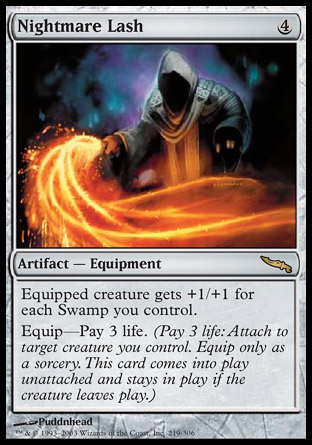 Nightmare Lash 4
Artifact — Equipment
Equipped creature gets +1/+1 for
each Swamp you control.
Equip—Pay 3 life. (Pay 3 life: Attach to
target creature you control. Equip only as
a sorcery. This card comes into play
unattached and stays in play if the
creature leaves play.)
Puddnhead
™ & © 1993–2003 Wizards of the Coast, Inc. 219/306